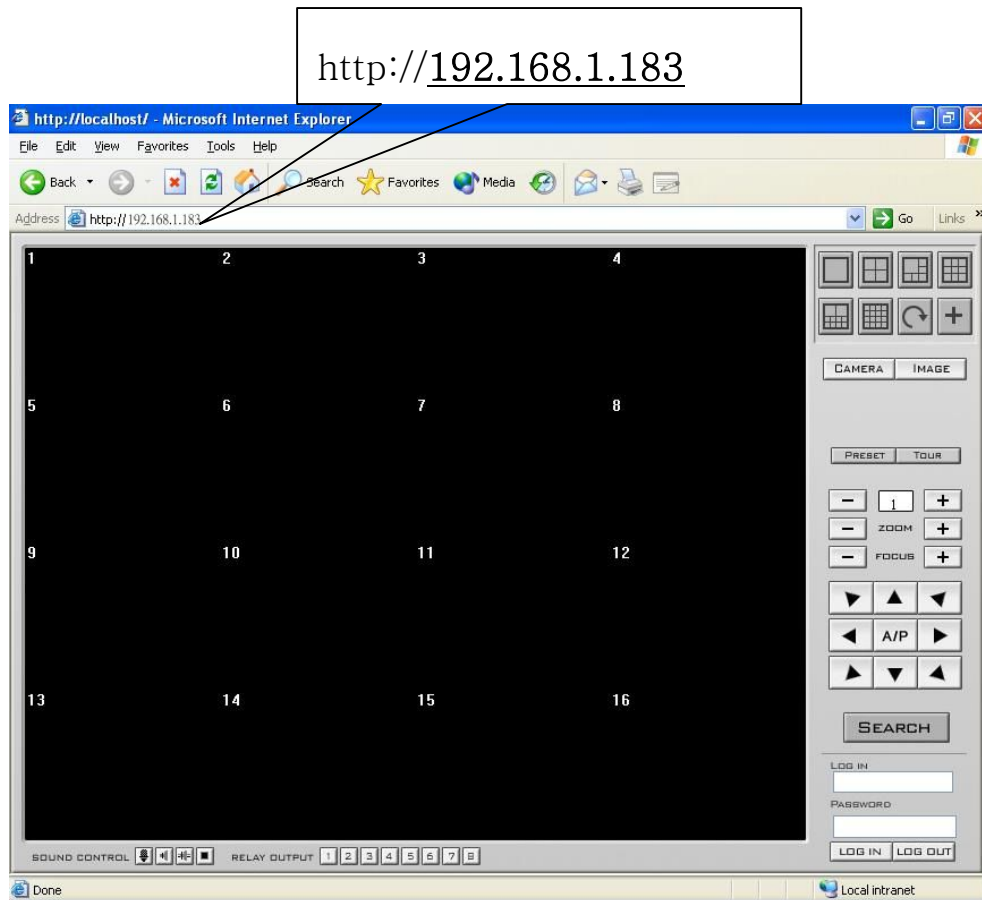 http://192.168.1.183
http://localhost/ - Microsoft Internet Explorer
File Edit View Favorites Tools Help
Back Search Favorites Media
Address http://192.168.1.183 Go Links »
1 2 3 4
CAMERA IMAGE
5 6 7 8
PRESET TOUR
- 1 +
- ZOOM +
9 10 11 12
- FOCUS +
A/P
13 14 15 16
SEARCH
LOG IN
PASSWORD
SOUND CONTROL RELAY OUTPUT 1 2 3 4 5 6 7 8
LOG IN LOG OUT
Done Local intranet